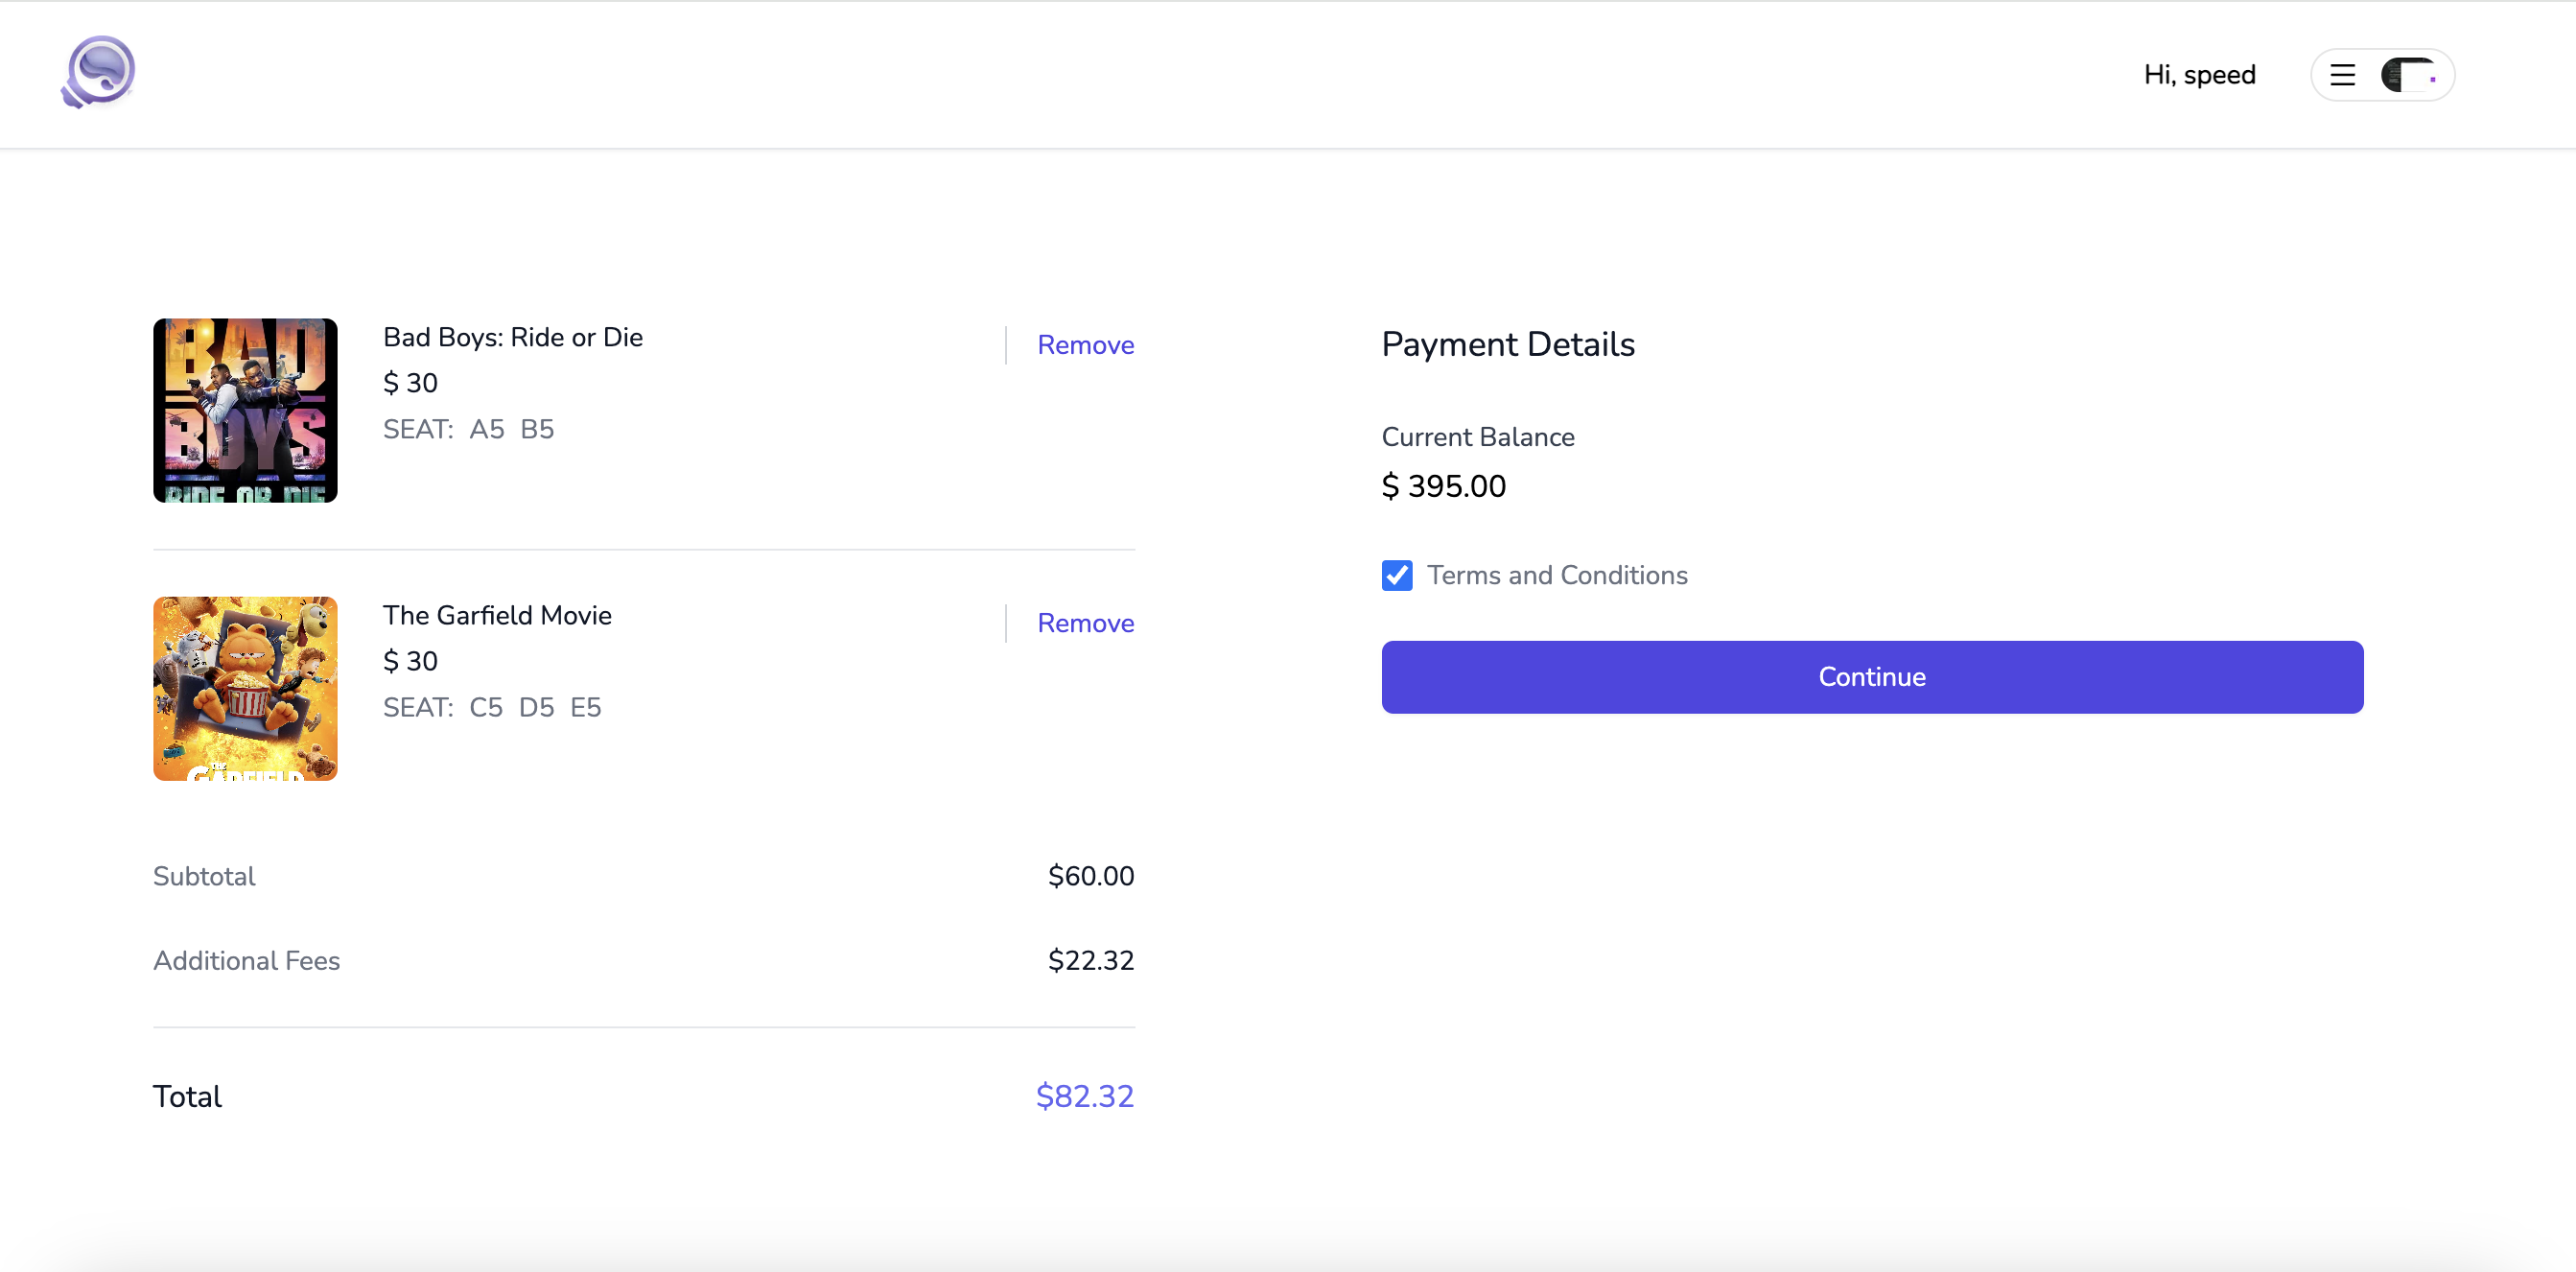 Hi, speed
BAD
BOYS
RIDE OR DIE
Bad Boys: Ride or Die
$ 30
SEAT: A5 B5
Remove
THE
GARFIELD
The Garfield Movie
$ 30
SEAT: C5 D5 E5
Remove
Subtotal
$60.00
Additional Fees
$22.32
Total
$82.32
Payment Details
Current Balance
$ 395.00
Terms and Conditions
Continue